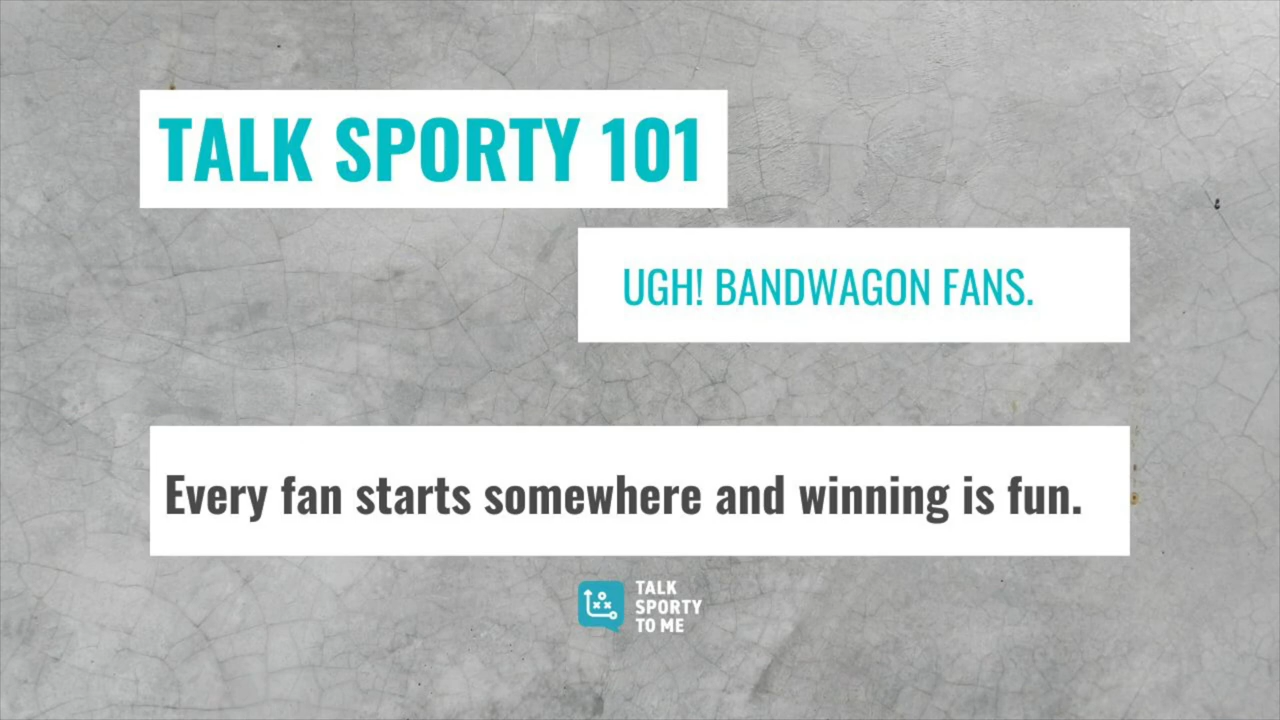 TALK SPORTY 101
UGH! BANDWAGON FANS.
Every fan starts somewhere and winning is fun.
TALK
SPORTY
TO ME